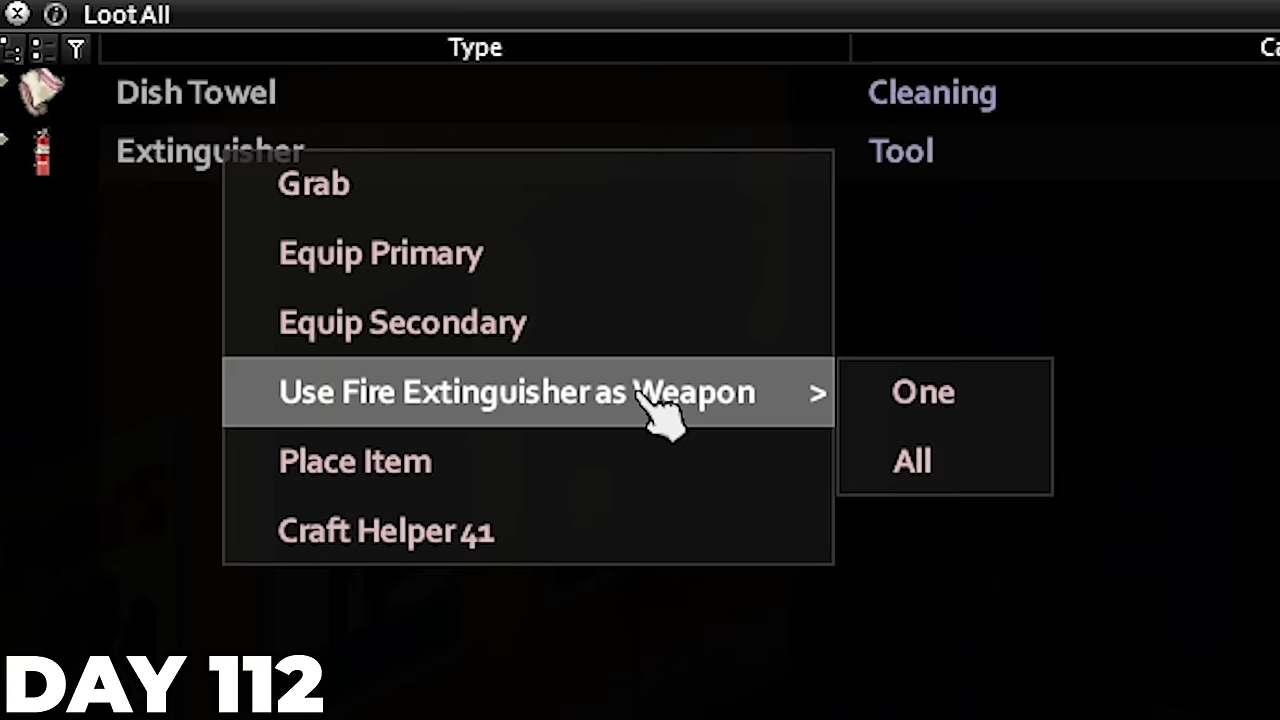 Loot All
Type
Dish Towel Cleaning
Extinguisher Tool
Grab
Equip Primary
Equip Secondary
Use Fire Extinguisher as Weapon > One
Place Item All
Craft Helper 41
DAY 112